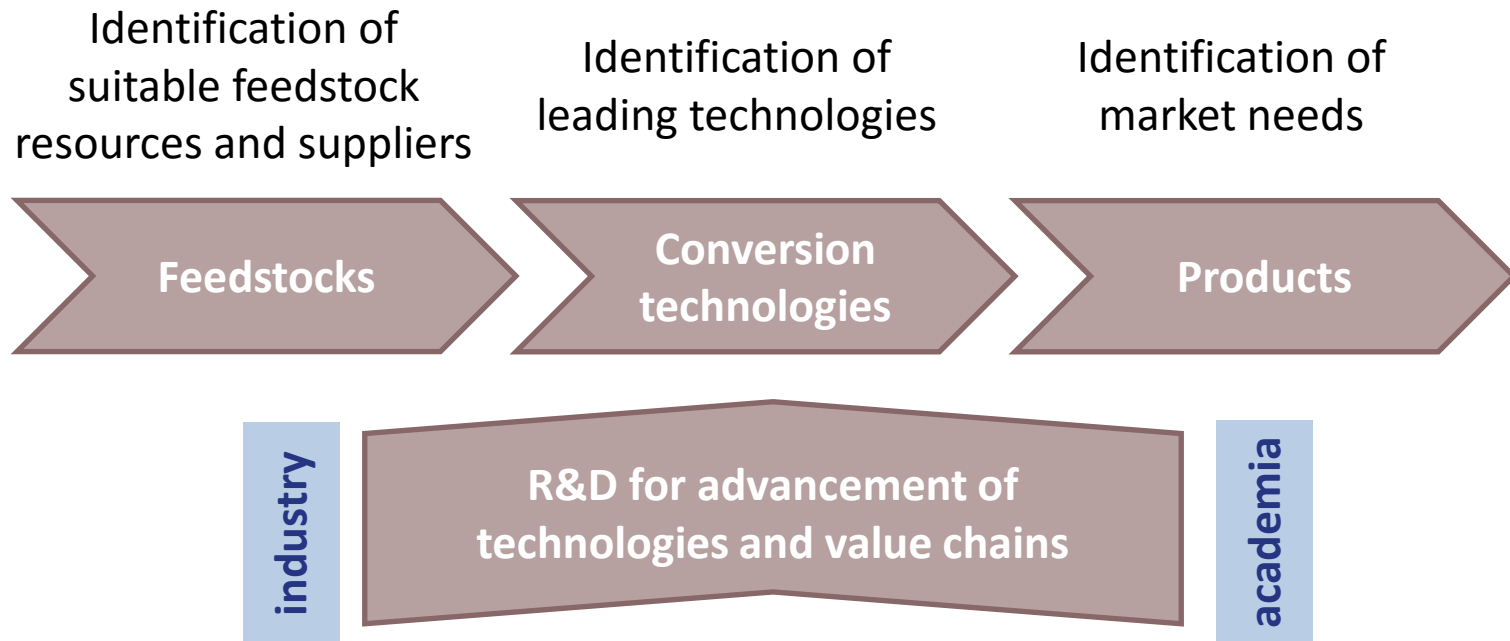 Identification of
suitable feedstock
resources and suppliers
Identification of
leading technologies
Identification of
market needs
Feedstocks
Conversion
technologies
Products
industry
R&D for advancement of
technologies and value chains
academia